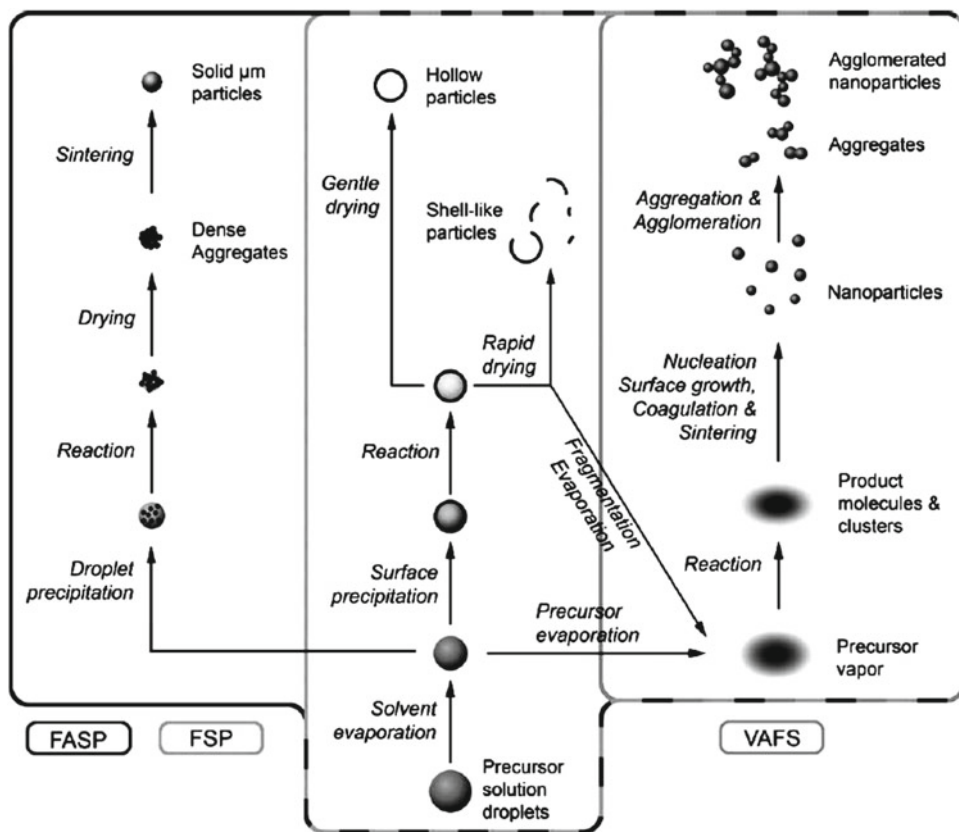 Solid µm
particles
Sintering
Dense
Aggregates
Drying
Reaction
Droplet
precipitation
Hollow
particles
Gentle
drying
Shell-like
particles
Rapid
drying
Fragmentation
Evaporation
Reaction
Surface
precipitation
Precursor
evaporation
Solvent
evaporation
Precursor
solution
droplets
Agglomerated
nanoparticles
Aggregates
Aggregation &
Agglomeration
Nanoparticles
Nucleation
Surface growth,
Coagulation &
Sintering
Product
molecules &
clusters
Reaction
Precursor
vapor
FASP
FSP
VAFS